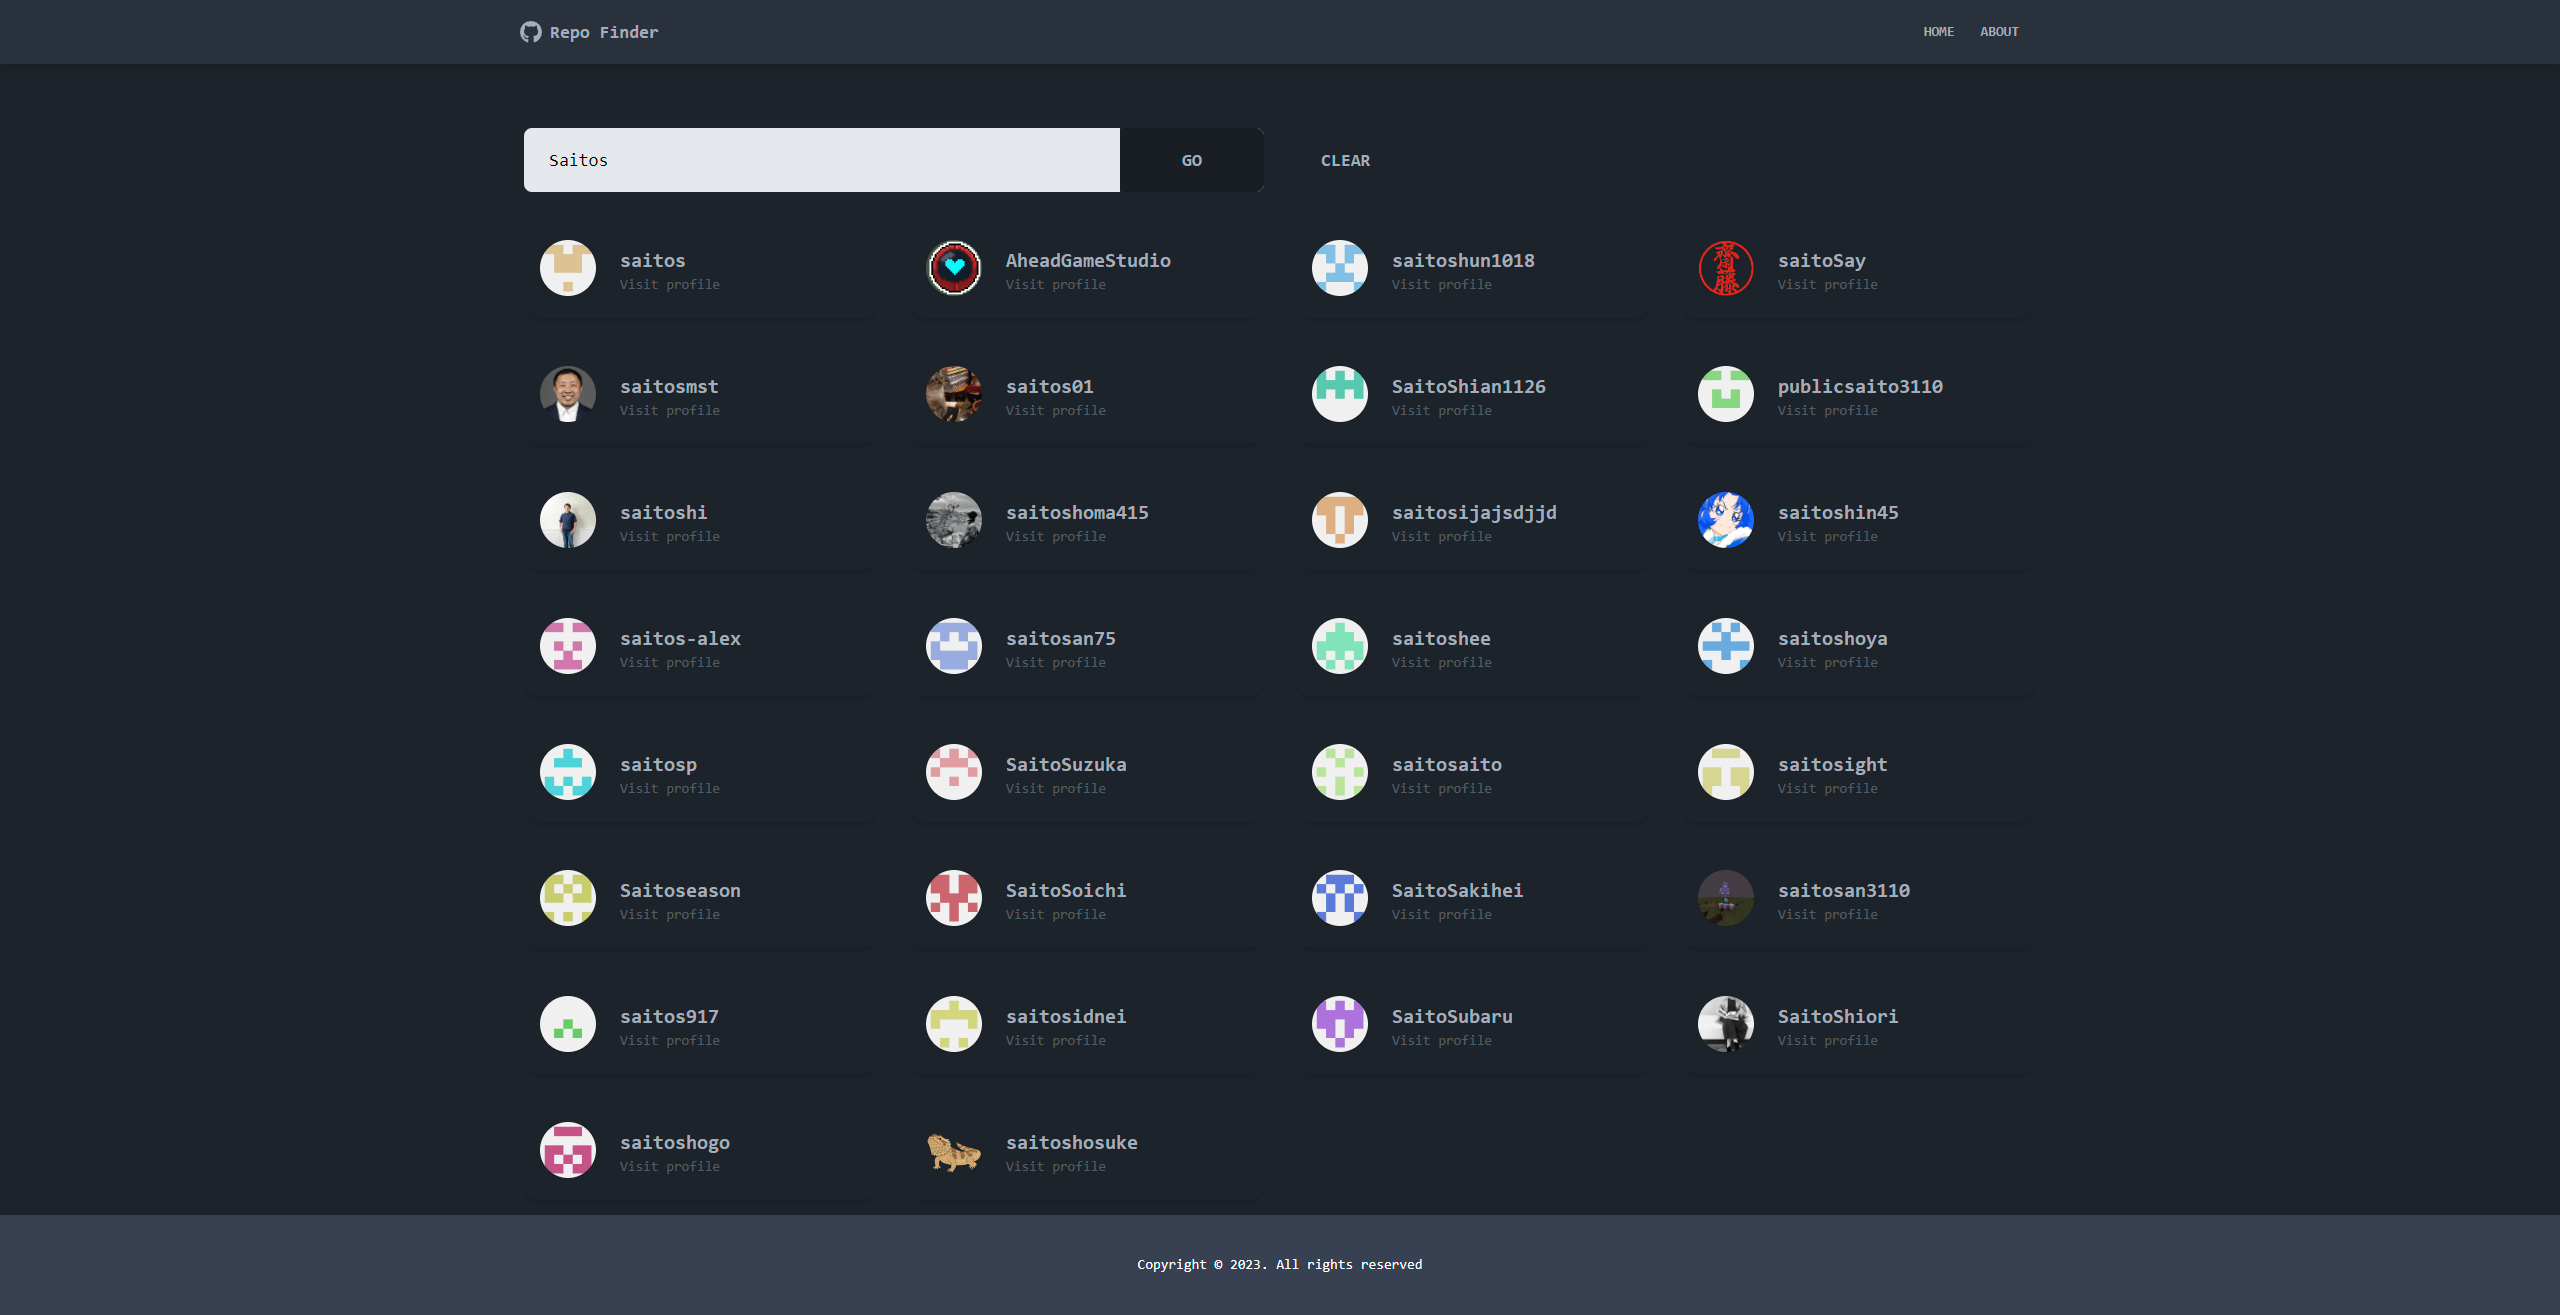 Repo Finder
HOME ABOUT
Saitos GO CLEAR
saitos AheadGameStudio saitoshun1018 saitoSay
Visit profile Visit profile Visit profile Visit profile
saitosmst saitos01 SaitoShian1126 publicsaito3110
Visit profile Visit profile Visit profile Visit profile
saitoshi saitoshoma415 saitosijajsdjjd saitoshin45
Visit profile Visit profile Visit profile Visit profile
saitos-alex saitosan75 saitoshee saitoshoya
Visit profile Visit profile Visit profile Visit profile
saitosp SaitoSuzuka saitosaito saitosight
Visit profile Visit profile Visit profile Visit profile
Saitoseason SaitoSoichi SaitoSakihei saitosan3110
Visit profile Visit profile Visit profile Visit profile
saitos917 saitosidnei SaitoSubaru SaitoShiori
Visit profile Visit profile Visit profile Visit profile
saitoshogo saitoshosuke
Visit profile Visit profile
Copyright © 2023. All rights reserved